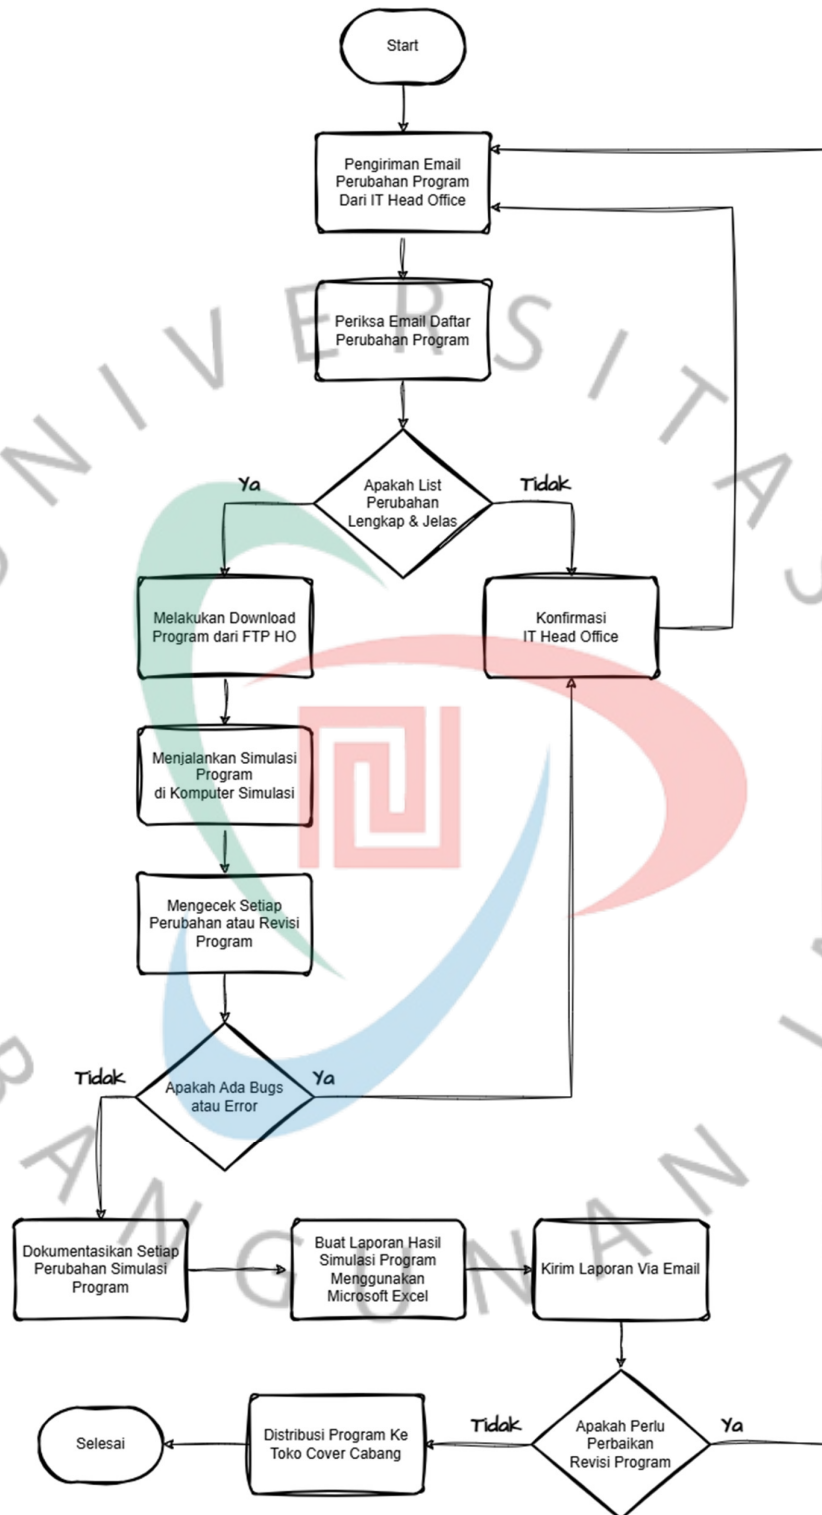 Start
Pengiriman Email
Perubahan Program
Dari IT Head Office
Periksa Email Daftar
Perubahan Program
Apakah List
Perubahan
Lengkap & Jelas
Ya
Tidak
Melakukan Download
Program dari FTP HO
Konfirmasi
IT Head Office
Menjalankan Simulasi
Program
di Komputer Simulasi
Mengecek Setiap
Perubahan atau Revisi
Program
Apakah Ada Bugs
atau Error
Tidak
Ya
Dokumentasikan Setiap
Perubahan Simulasi
Program
Buat Laporan Hasil
Simulasi Program
Menggunakan
Microsoft Excel
Kirim Laporan Via Email
Apakah Perlu
Perbaikan
Revisi Program
Tidak
Ya
Distribusi Program Ke
Toko Cover Cabang
Selesai
NIVERSITAS
BANGUNAN